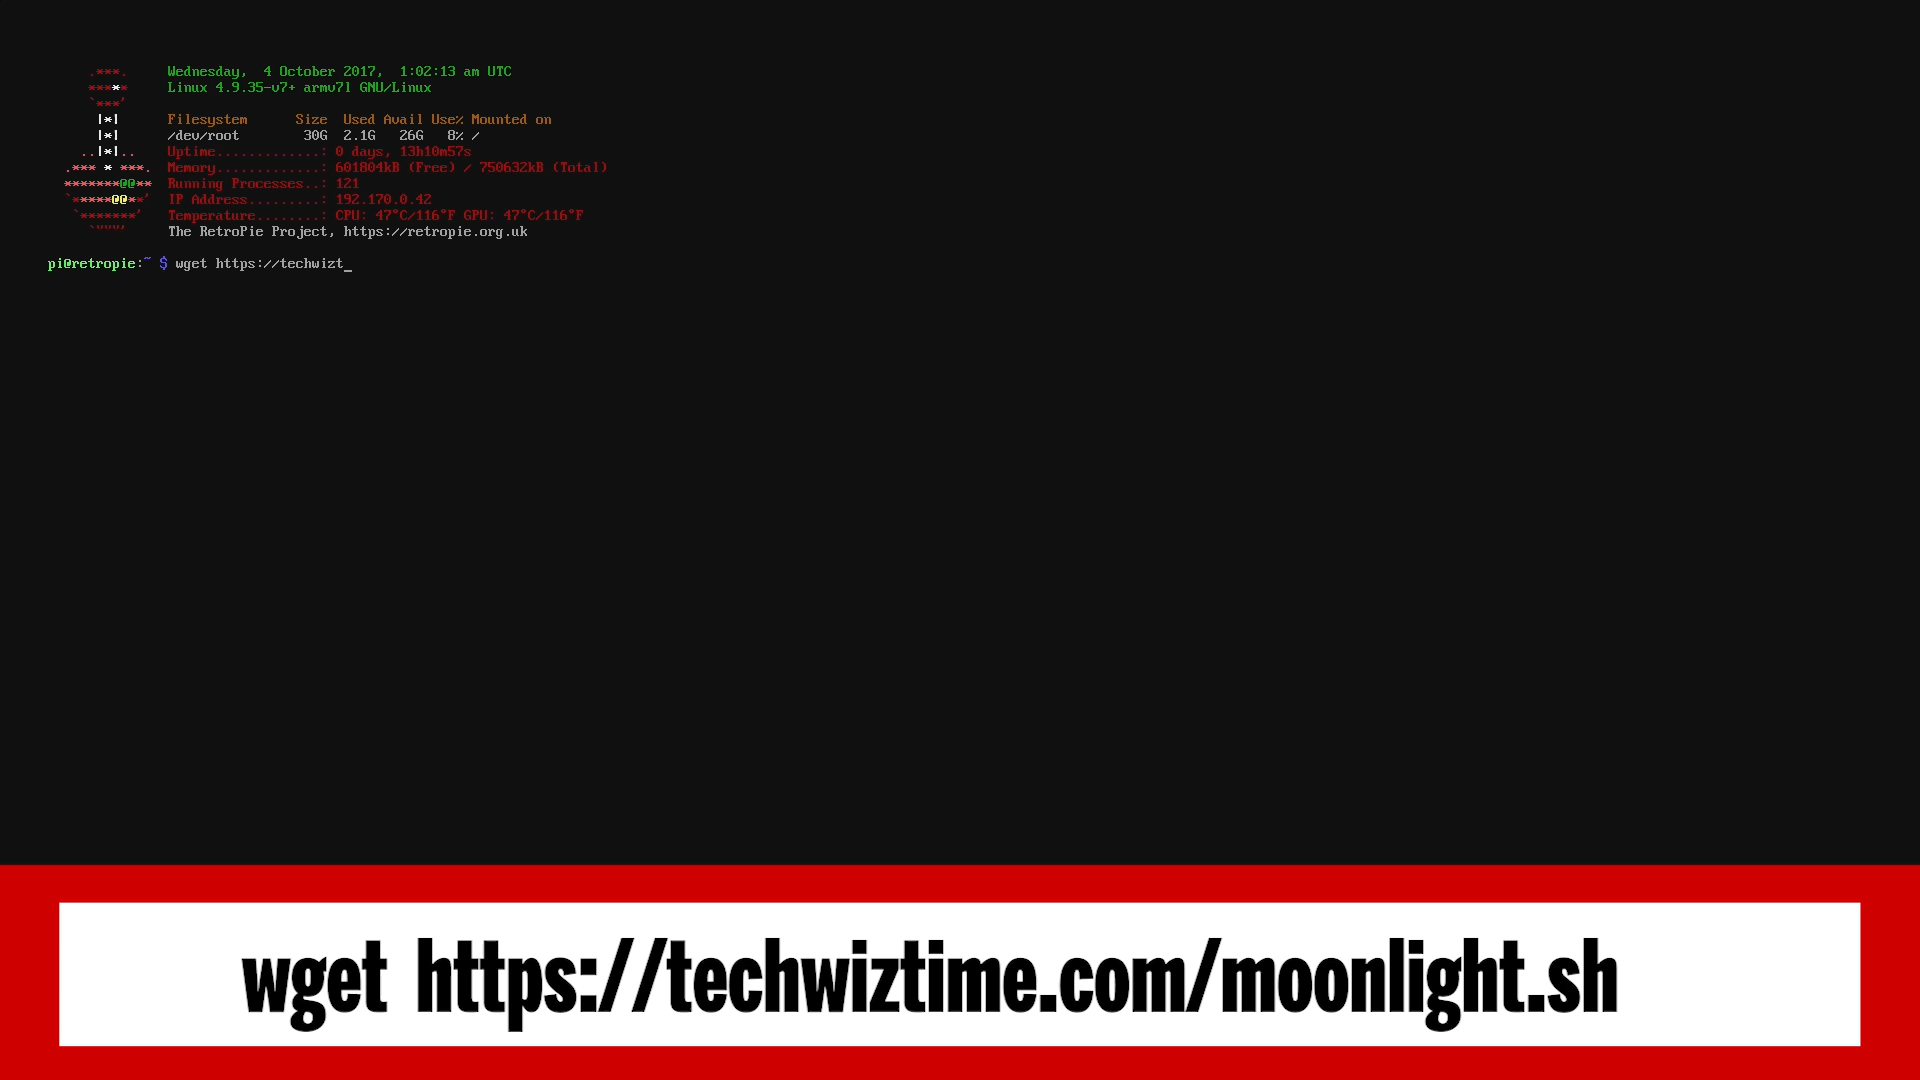 Wednesday,  4 October 2017,  1:02:13 am UTC
Linux 4.9.35-v7+ armv7l GNU/Linux
Filesystem      Size  Used Avail Use% Mounted on
/dev/root        30G  2.1G   26G   8% /
Uptime.............: 0 days, 13h10m57s
Memory.............: 601804kB (Free) / 750632kB (Total)
Running Processes..: 121
IP Address.........: 192.170.0.42
Temperature........: CPU: 47°C/116°F GPU: 47°C/116°F
The RetroPie Project, https://retropie.org.uk
pi@retropie:~ $ wget https://techwizt_
wget https://techwiztime.com/moonlight.sh